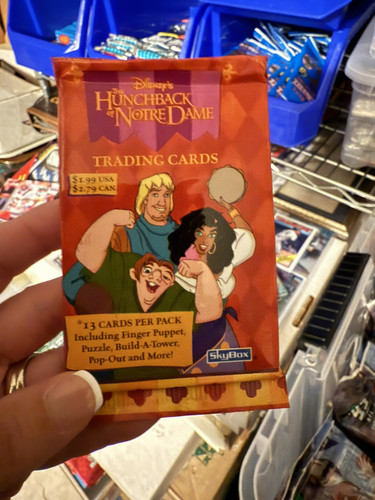 Disney's
THE
HUNCHBACK
OF NOTRE DAME
TRADING CARDS
$1.99 USA
$2.79 CAN.
*13 CARDS PER PACK
Including Finger Puppet,
Puzzle, Build-A-Tower,
Pop-Out and More!
SKYBOX